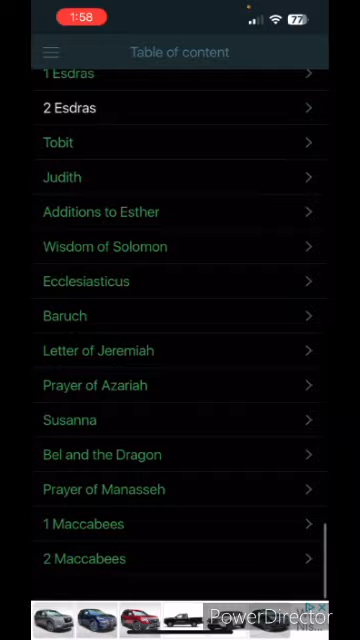 1:58
77
Table of content
1 Esdras
2 Esdras
Tobit
Judith
Additions to Esther
Wisdom of Solomon
Ecclesiasticus
Baruch
Letter of Jeremiah
Prayer of Azariah
Susanna
Bel and the Dragon
Prayer of Manasseh
1 Maccabees
2 Maccabees
PowerDirector